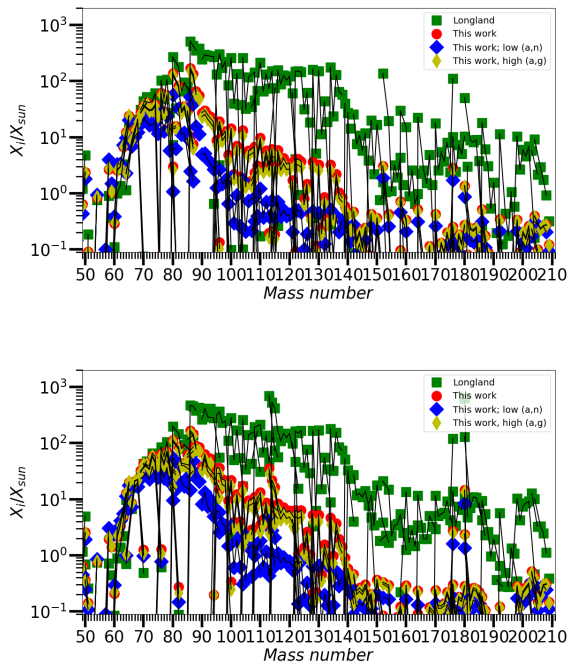 10³
10²
10¹
10⁰
10⁻¹
Xᵢ/Xsun
Longland
This work
This work; low (a,n)
This work, high (a,g)
50 60 70 80 90 100 110 120 130 140 150 160 170 180 190 200 210
Mass number
10³
10²
10¹
10⁰
10⁻¹
Xᵢ/Xsun
Longland
This work
This work; low (a,n)
This work, high (a,g)
50 60 70 80 90 100 110 120 130 140 150 160 170 180 190 200 210
Mass number